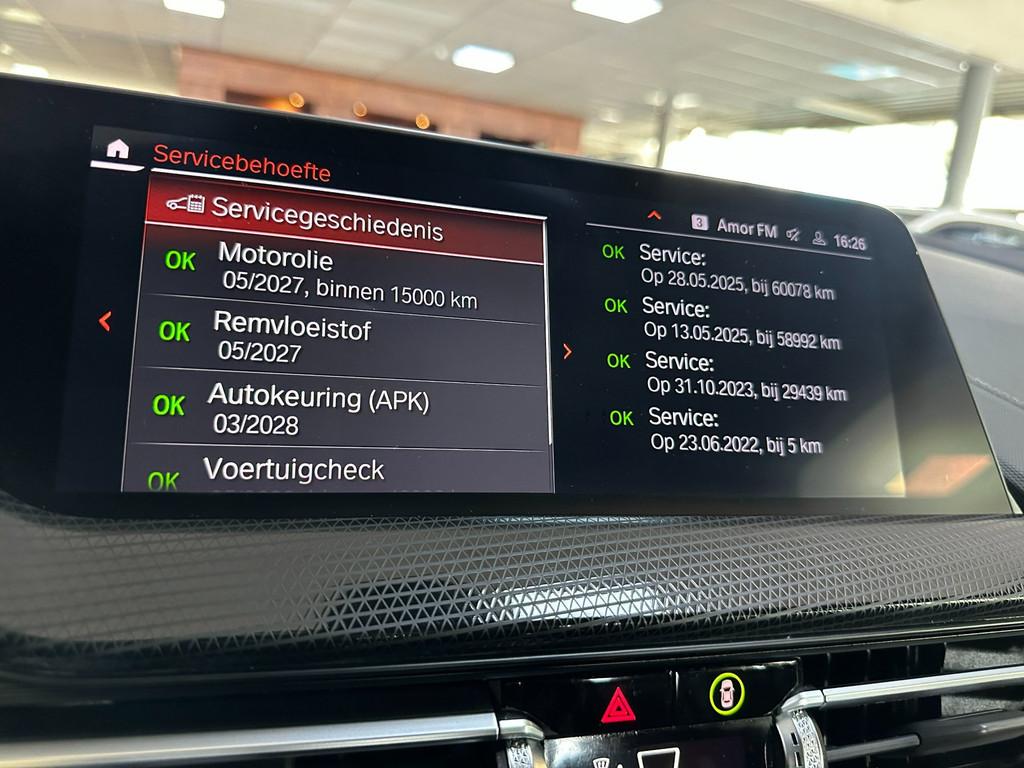 Servicebehoefte
Servicegeschiedenis
OK Motorolie
05/2027, binnen 15000 km
OK Remvloeistof
05/2027
OK Autokeuring (APK)
03/2028
OK Voertuigcheck
3 Amor FM 16:26
OK Service:
Op 28.05.2025, bij 60078 km
OK Service:
Op 13.05.2025, bij 58992 km
OK Service:
Op 31.10.2023, bij 29439 km
OK Service:
Op 23.06.2022, bij 5 km